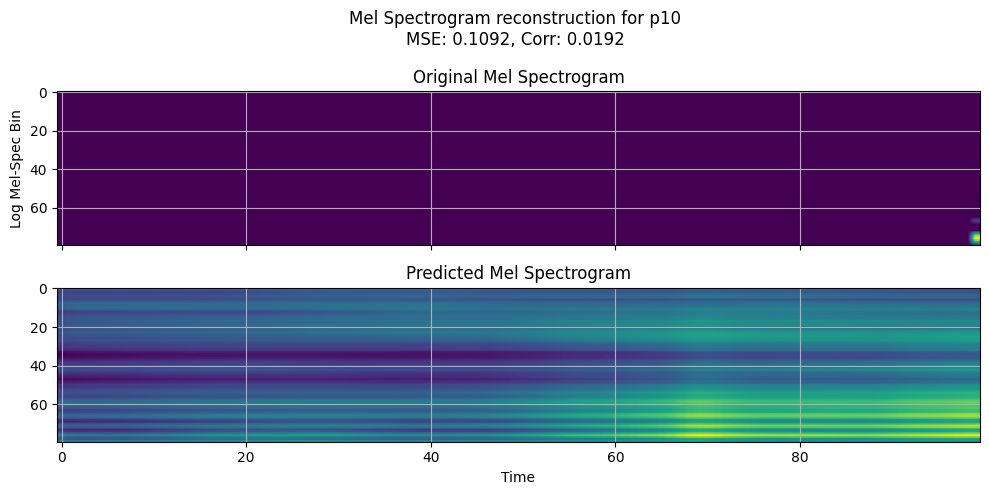 Mel Spectrogram reconstruction for p10
MSE: 0.1092, Corr: 0.0192
Original Mel Spectrogram
0
20
40
60
Log Mel-Spec Bin
Predicted Mel Spectrogram
0
20
40
60
0 20 40 60 80
Time